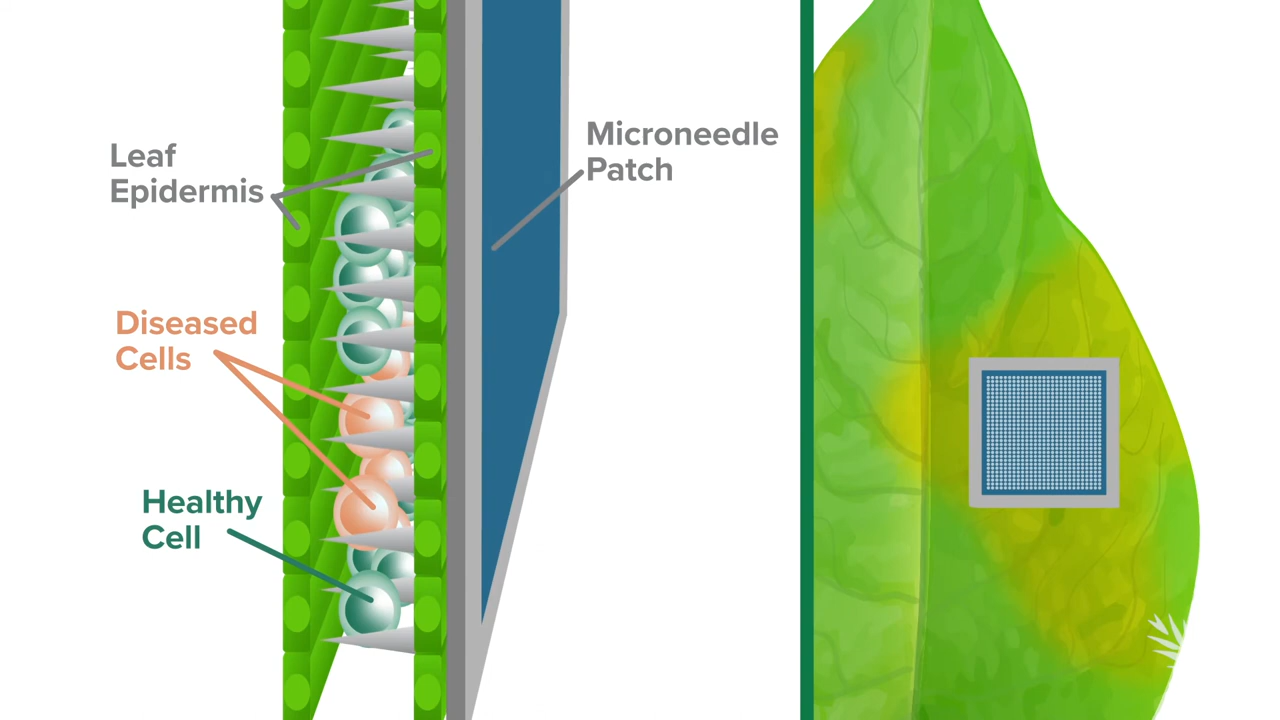 Leaf
Epidermis
Microneedle
Patch
Diseased
Cells
Healthy
Cell